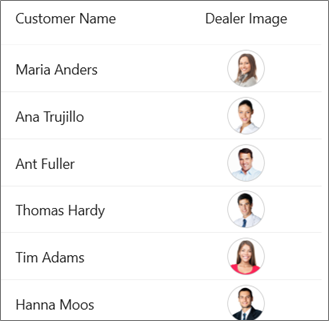 Customer Name Dealer Image
Maria Anders
Ana Trujillo
Ant Fuller
Thomas Hardy
Tim Adams
Hanna Moos